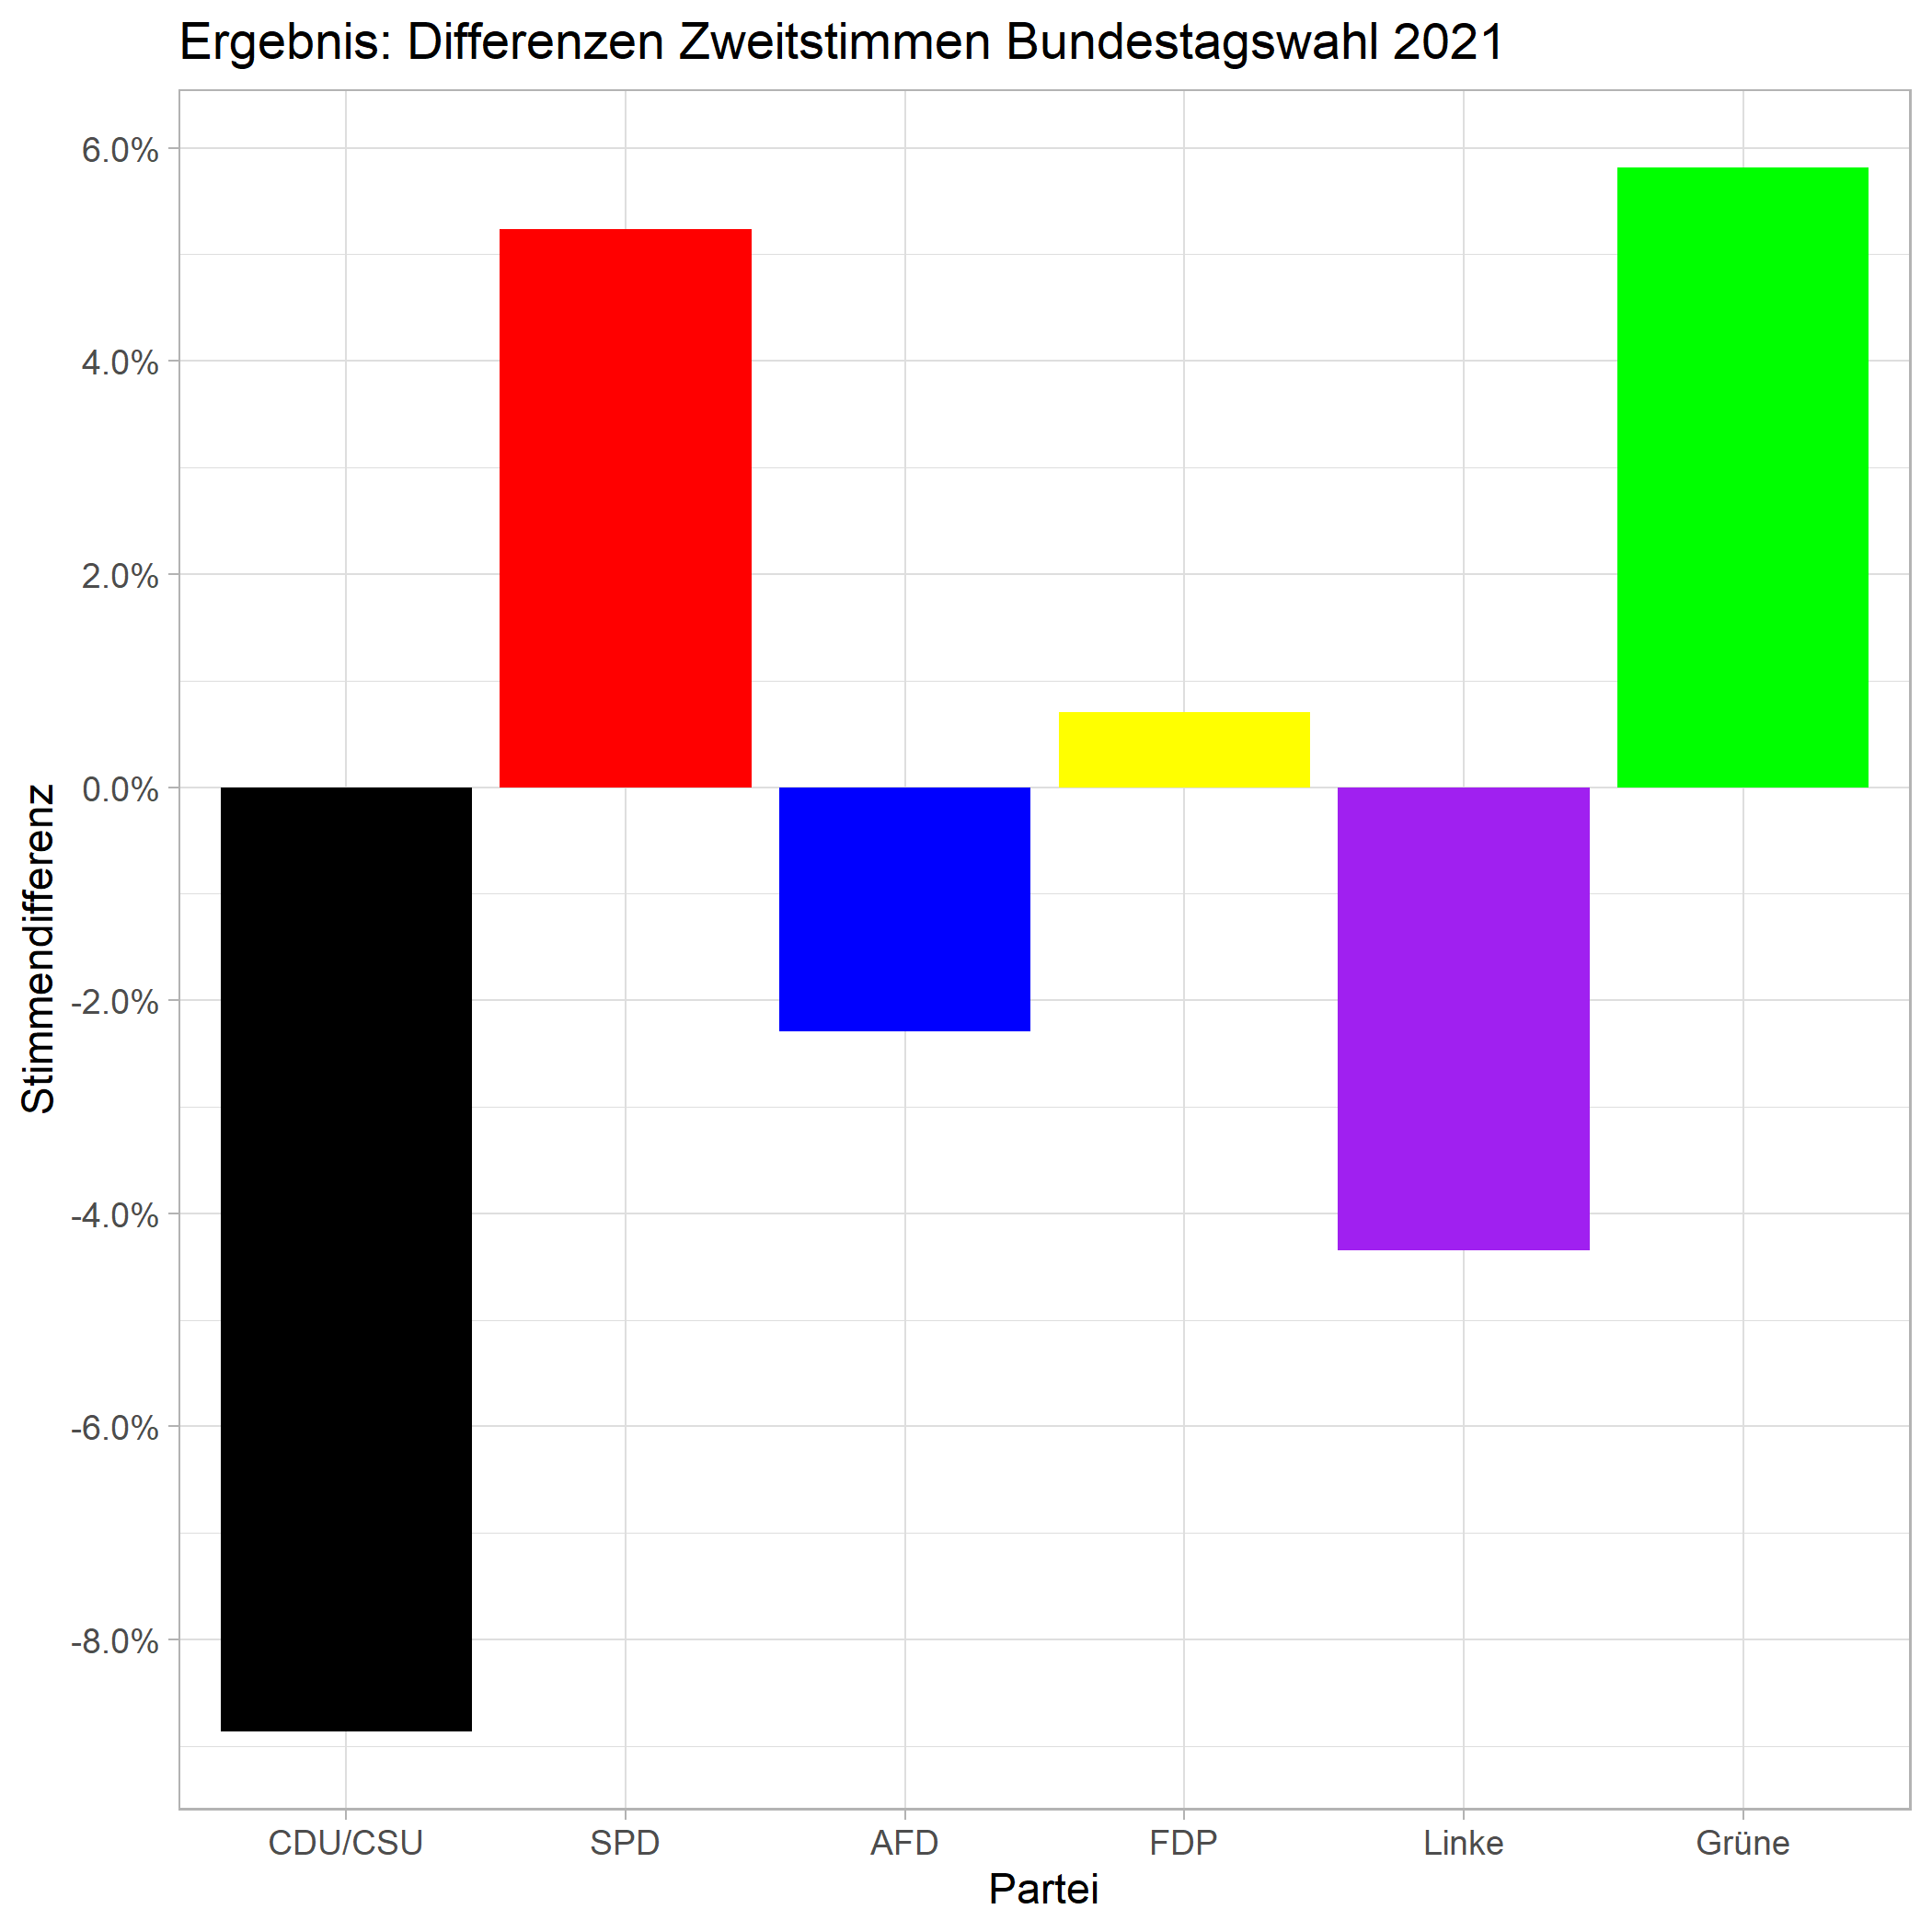 Ergebnis: Differenzen Zweitstimmen Bundestagswahl 2021
6.0%
4.0%
2.0%
0.0%
-2.0%
-4.0%
-6.0%
-8.0%
Stimmendifferenz
CDU/CSU SPD AFD FDP Linke Grüne
Partei